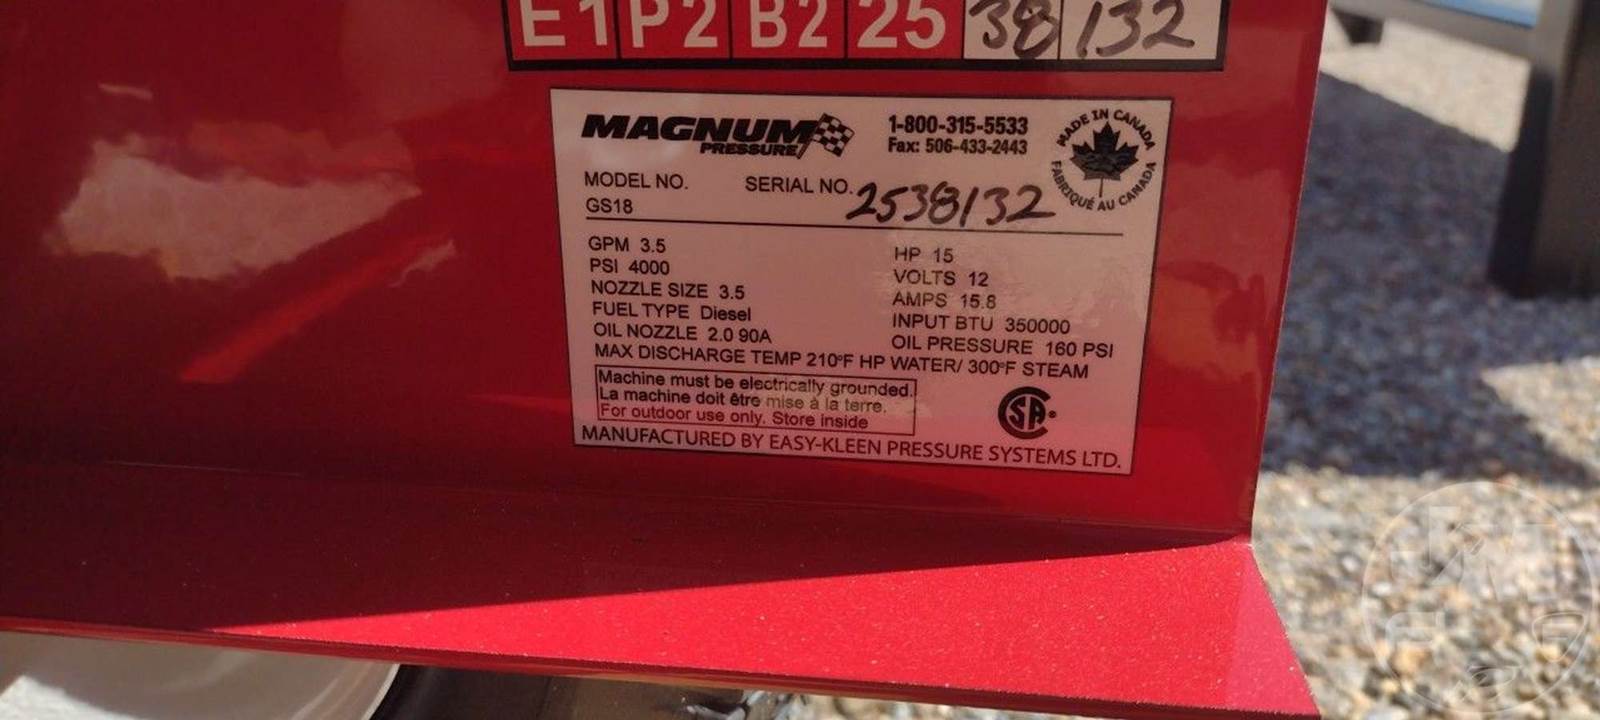 E1 P2 B2 25 38 132
MAGNUM
PRESSURE
1-800-315-5533
Fax: 506-433-2443
MADE IN CANADA
FABRIQUÉ AU CANADA
MODEL NO.
GS18
SERIAL NO. 2538132
GPM 3.5
PSI 4000
NOZZLE SIZE 3.5
FUEL TYPE Diesel
OIL NOZZLE 2.0 90A
HP 15
VOLTS 12
AMPS 15.8
INPUT BTU 350000
OIL PRESSURE 160 PSI
MAX DISCHARGE TEMP 210°F HP WATER/ 300°F STEAM
Machine must be electrically grounded.
La machine doit être mise à la terre.
For outdoor use only. Store inside
CSA®
MANUFACTURED BY EASY-KLEEN PRESSURE SYSTEMS LTD.